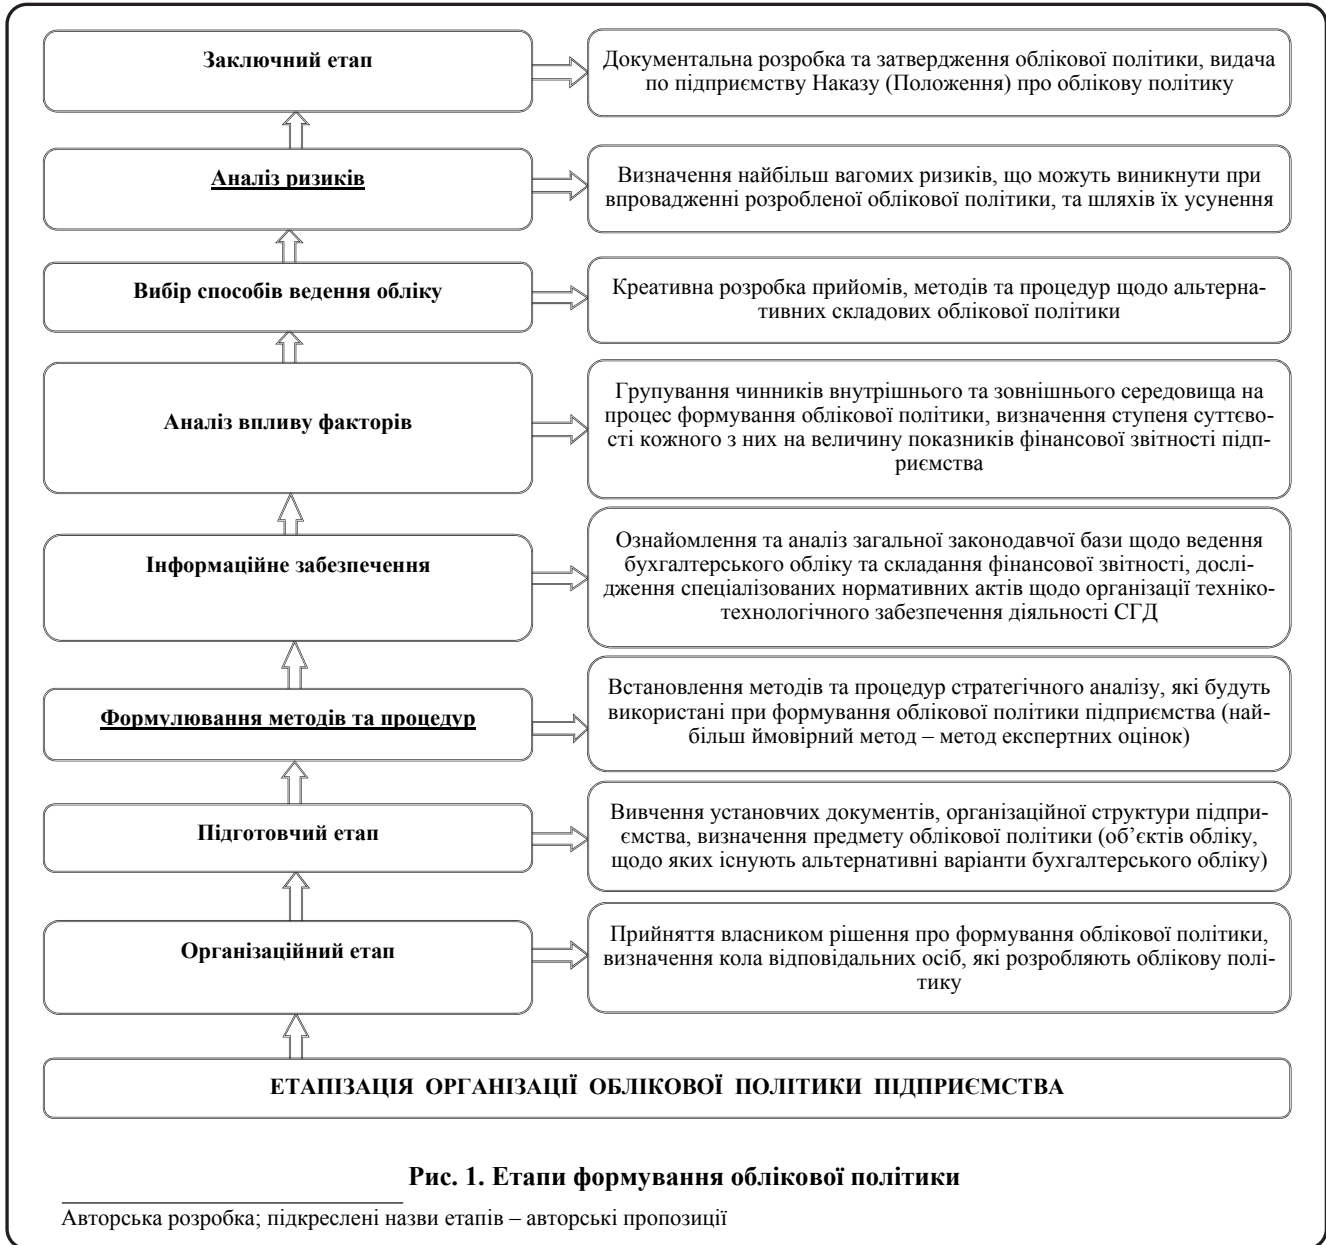 Заключний етап
Документальна розробка та затвердження облікової політики, видача
по підприємству Наказу (Положення) про облікову політику
Аналіз ризиків
Визначення найбільш вагомих ризиків, що можуть виникнути при
впровадженні розробленої облікової політики, та шляхів їх усунення
Вибір способів ведення обліку
Креативна розробка прийомів, методів та процедур щодо альтерна-
тивних складових облікової політики
Аналіз впливу факторів
Групування чинників внутрішнього та зовнішнього середовища на
процес формування облікової політики, визначення ступеня суттєво-
сті кожного з них на величину показників фінансової звітності підп-
риємства
Інформаційне забезпечення
Ознайомлення та аналіз загальної законодавчої бази щодо ведення
бухгалтерського обліку та складання фінансової звітності, дослі-
дження спеціалізованих нормативних актів щодо організації техніко-
технологічного забезпечення діяльності СГД
Формулювання методів та процедур
Встановлення методів та процедур стратегічного аналізу, які будуть
використані при формування облікової політики підприємства (най-
більш ймовірний метод – метод експертних оцінок)
Підготовчий етап
Вивчення установчих документів, організаційної структури підпри-
ємства, визначення предмету облікової політики (об’єктів обліку,
щодо яких існують альтернативні варіанти бухгалтерського обліку)
Організаційний етап
Прийняття власником рішення про формування облікової політики,
визначення кола відповідальних осіб, які розробляють облікову полі-
тику
ЕТАПІЗАЦІЯ ОРГАНІЗАЦІЇ ОБЛІКОВОЇ ПОЛІТИКИ ПІДПРИЄМСТВА
Рис. 1. Етапи формування облікової політики
Авторська розробка; підкреслені назви етапів – авторські пропозиції